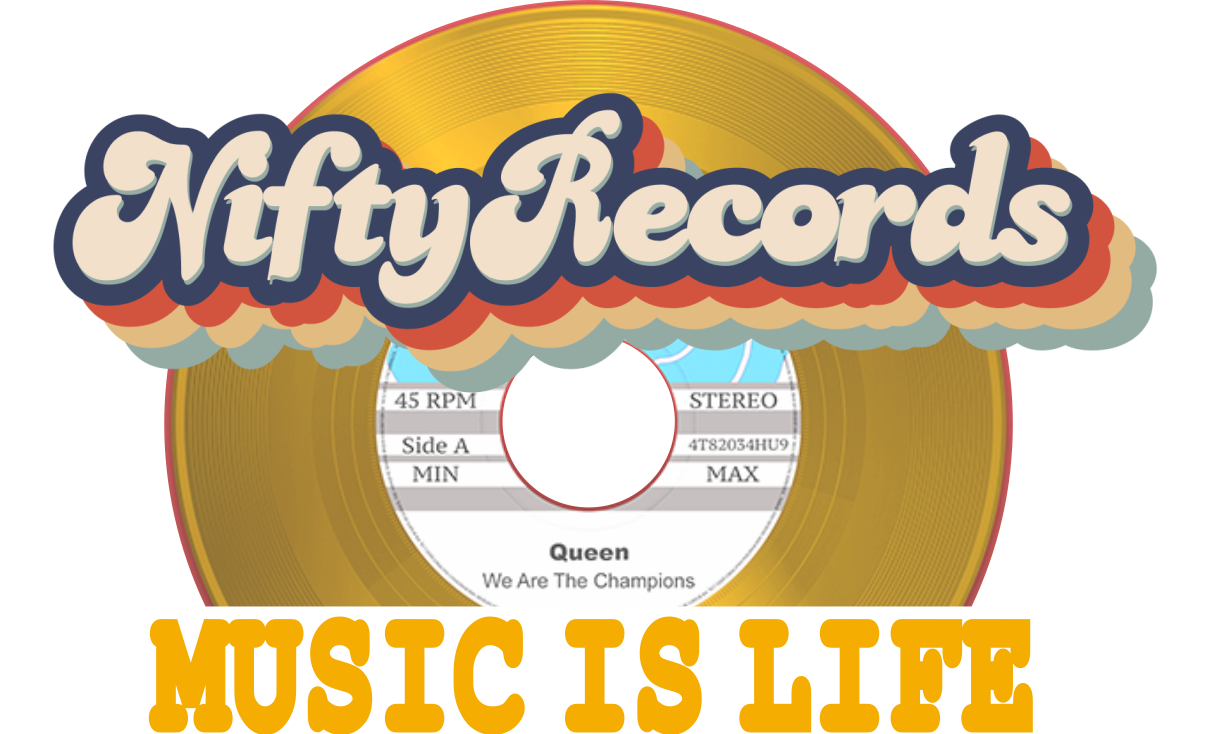 NiftyRecords
45 RPM STEREO
Side A 4T82034HU9
MIN MAX
Queen
We Are The Champions
MUSIC IS LIFE